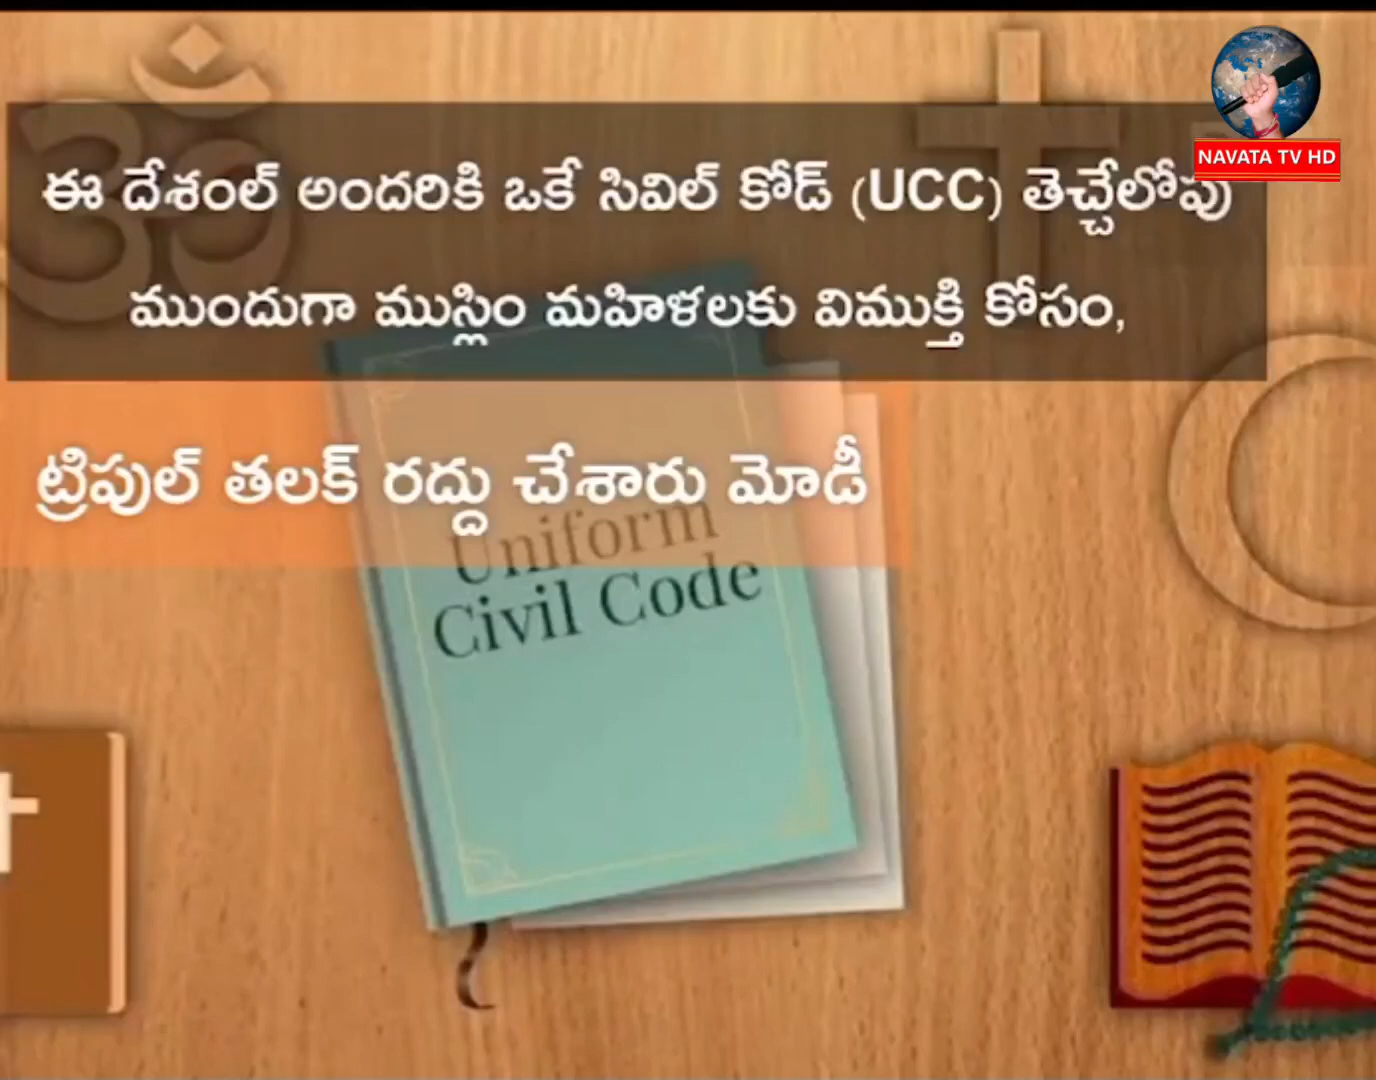 NAVATA TV HD
ఈ దేశంల్ అందరికి ఒకే సివిల్ కోడ్ (UCC) తెచ్చేలోపు
ముందుగా ముస్లిం మహిళలకు విముక్తి కోసం,
ట్రిపుల్ తలక్ రద్దు చేశారు మోడీ
Uniform
Civil Code